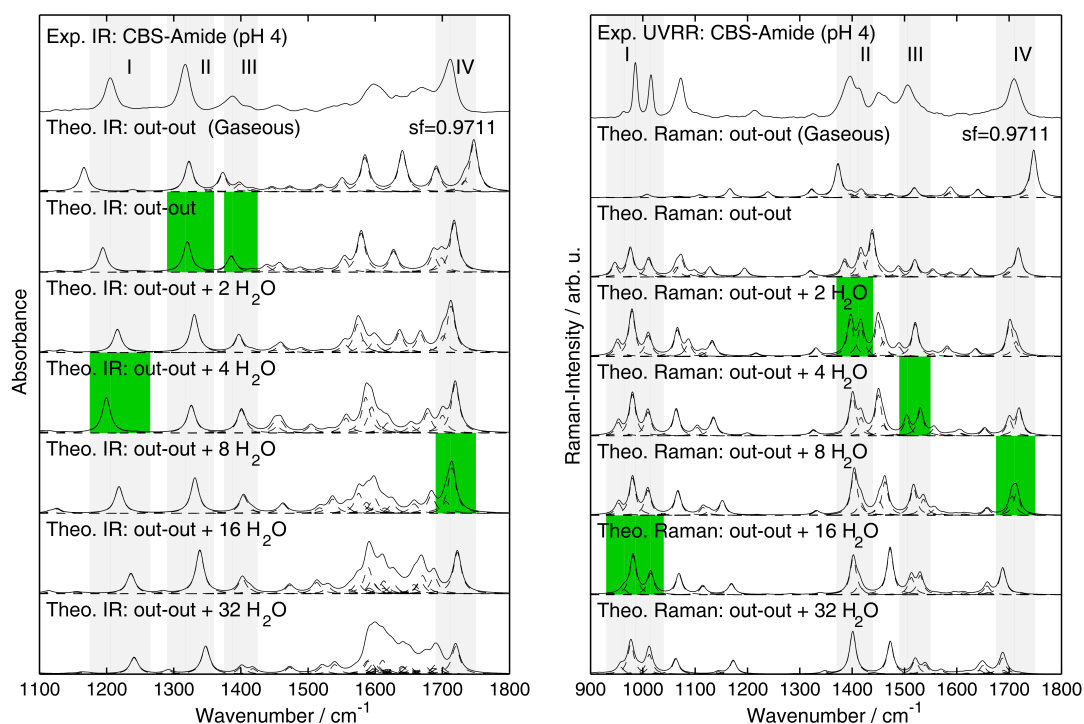 Exp. IR: CBS-Amide (pH 4)
I II III IV
Theo. IR: out-out (Gaseous) sf=0.9711
Theo. IR: out-out
Theo. IR: out-out + 2 H2O
Theo. IR: out-out + 4 H2O
Theo. IR: out-out + 8 H2O
Theo. IR: out-out + 16 H2O
Theo. IR: out-out + 32 H2O
Absorbance
1100 1200 1300 1400 1500 1600 1700 1800
Wavenumber / cm-1
Exp. UVRR: CBS-Amide (pH 4)
I II III IV
Theo. Raman: out-out (Gaseous) sf=0.9711
Theo. Raman: out-out
Theo. Raman: out-out + 2 H2O
Theo. Raman: out-out + 4 H2O
Theo. Raman: out-out + 8 H2O
Theo. Raman: out-out + 16 H2O
Theo. Raman: out-out + 32 H2O
Raman-Intensity / arb. u.
900 1000 1100 1200 1300 1400 1500 1600 1700 1800
Wavenumber / cm-1